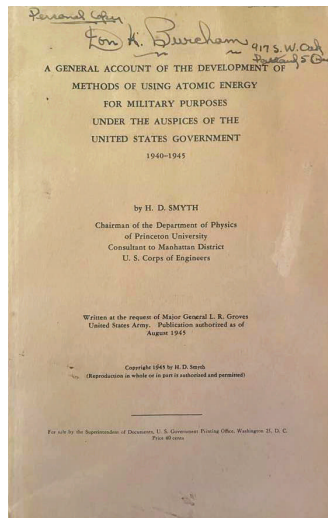 Personal Copy
Don K. Burcham
917 S.W. Oak
Portland 5 Ore
A GENERAL ACCOUNT OF THE DEVELOPMENT OF
METHODS OF USING ATOMIC ENERGY
FOR MILITARY PURPOSES
UNDER THE AUSPICES OF THE
UNITED STATES GOVERNMENT
1940–1945
by H. D. SMYTH
Chairman of the Department of Physics
of Princeton University
Consultant to Manhattan District
U. S. Corps of Engineers
Written at the request of Major General L. R. Groves
United States Army. Publication authorized as of
August 1945
Copyright 1945 by H. D. Smyth
(Reproduction in whole or in part is authorized and permitted)
For sale by the Superintendent of Documents, U. S. Government Printing Office, Washington 25, D. C.
Price 40 cents